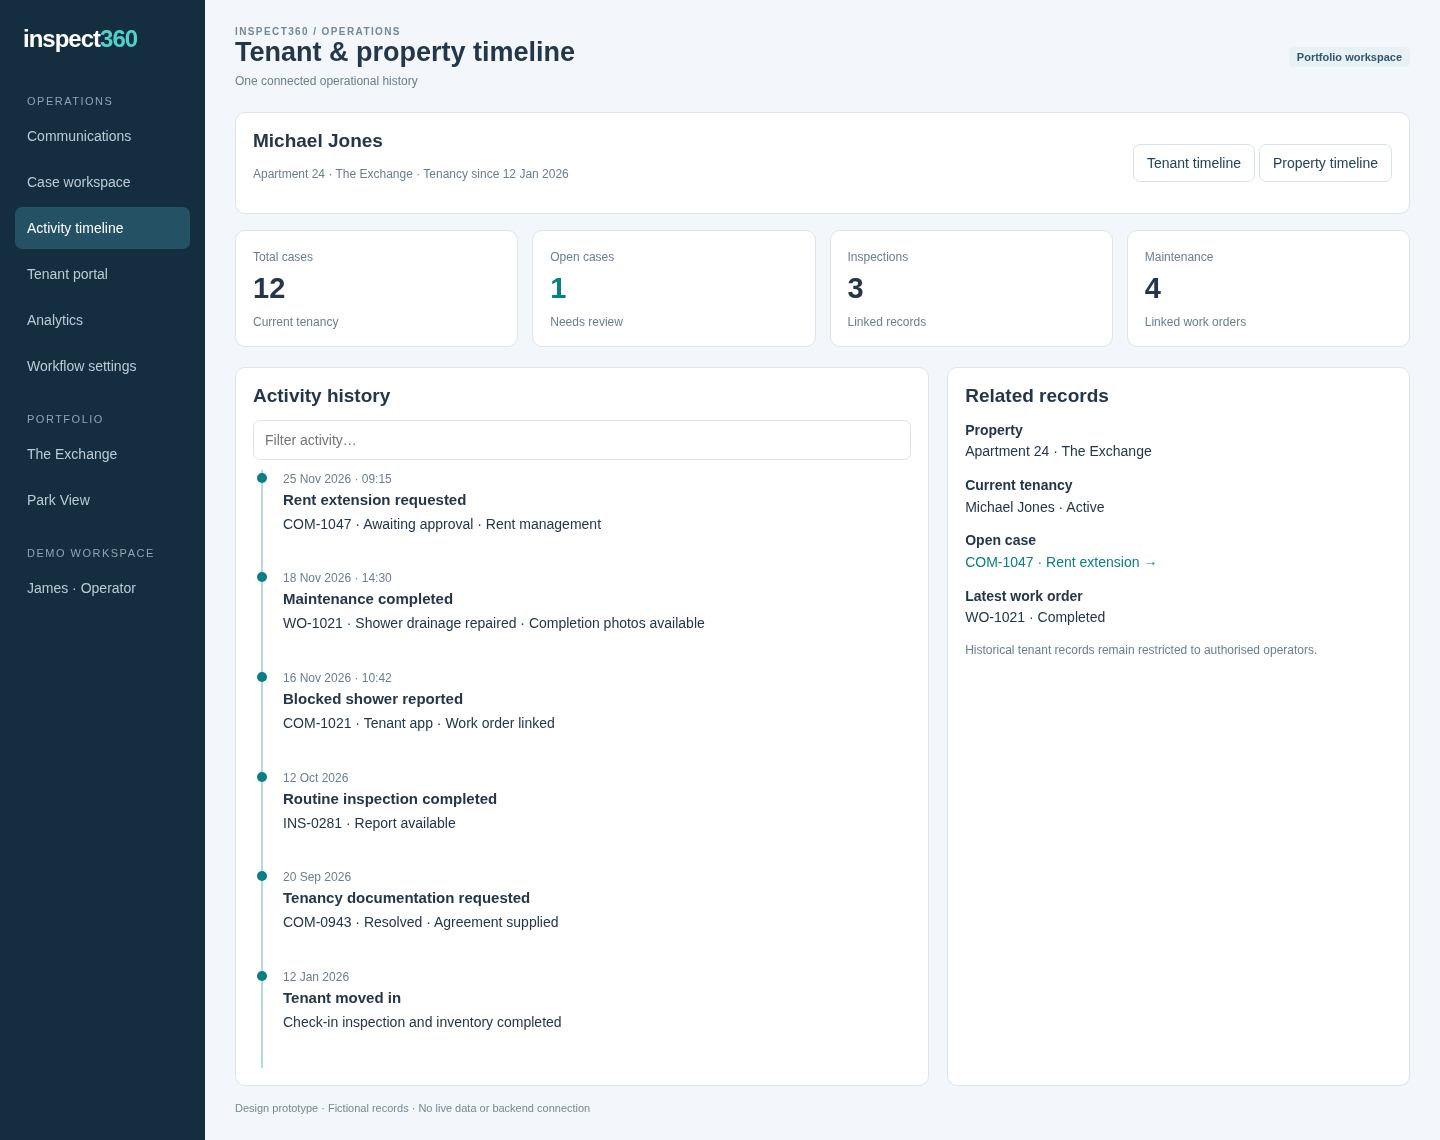 inspect360
OPERATIONS
Communications
Case workspace
Activity timeline
Tenant portal
Analytics
Workflow settings
PORTFOLIO
The Exchange
Park View
DEMO WORKSPACE
James · Operator
INSPECT360 / OPERATIONS
Tenant & property timeline
One connected operational history
Portfolio workspace
Michael Jones
Apartment 24 · The Exchange · Tenancy since 12 Jan 2026
Tenant timeline
Property timeline
Total cases
12
Current tenancy
Open cases
1
Needs review
Inspections
3
Linked records
Maintenance
4
Linked work orders
Activity history
Filter activity…
25 Nov 2026 · 09:15
Rent extension requested
COM-1047 · Awaiting approval · Rent management
18 Nov 2026 · 14:30
Maintenance completed
WO-1021 · Shower drainage repaired · Completion photos available
16 Nov 2026 · 10:42
Blocked shower reported
COM-1021 · Tenant app · Work order linked
12 Oct 2026
Routine inspection completed
INS-0281 · Report available
20 Sep 2026
Tenancy documentation requested
COM-0943 · Resolved · Agreement supplied
12 Jan 2026
Tenant moved in
Check-in inspection and inventory completed
Related records
Property
Apartment 24 · The Exchange
Current tenancy
Michael Jones · Active
Open case
COM-1047 · Rent extension →
Latest work order
WO-1021 · Completed
Historical tenant records remain restricted to authorised operators.
Design prototype · Fictional records · No live data or backend connection